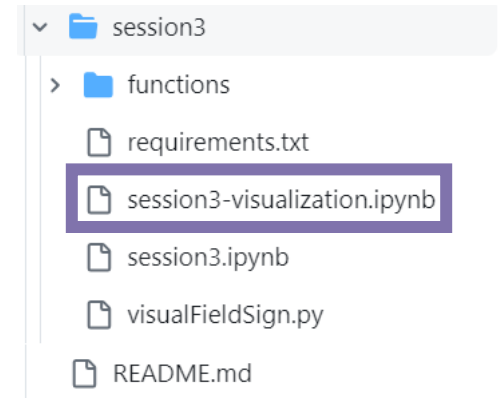 session3
functions
requirements.txt
session3-visualization.ipynb
session3.ipynb
visualFieldSign.py
README.md